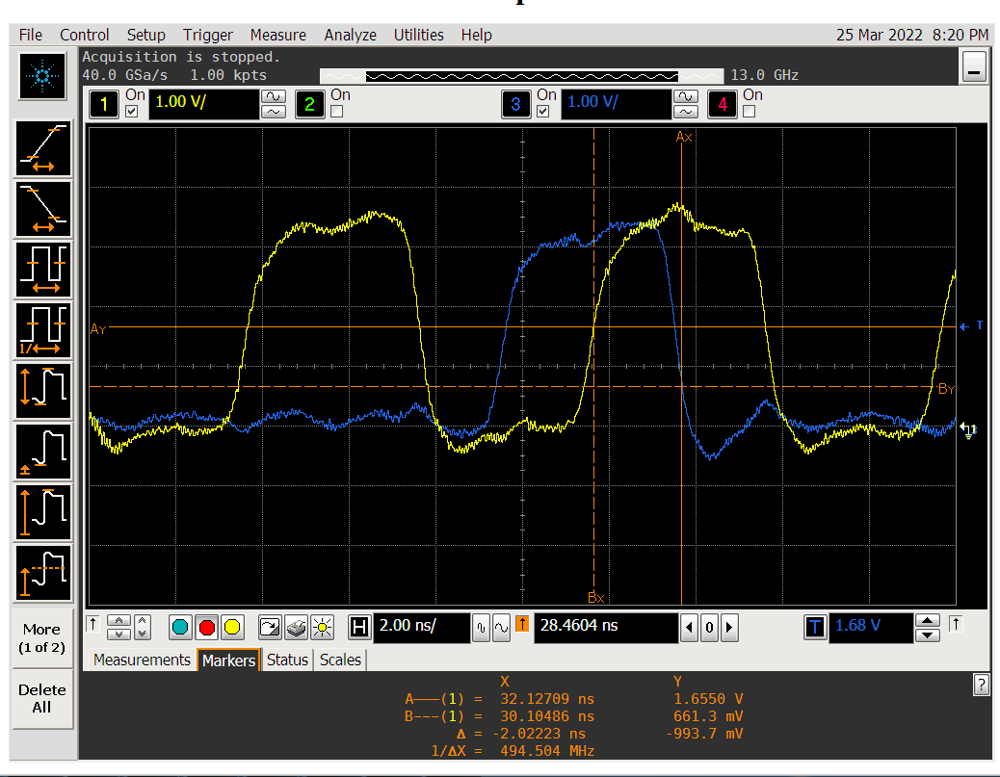 File Control Setup Trigger Measure Analyze Utilities Help 25 Mar 2022 8:20 PM
Acquisition is stopped.
40.0 GSa/s 1.00 kpts 13.0 GHz
1 On 1.00 V/ 2 On 3 On 1.00 V/ 4 On
Ax
Ay
T
By
1
Bx
1/
More
(1 of 2)
Delete
All
H 2.00 ns/ 28.4604 ns 0 T 1.68 V
Measurements Markers Status Scales
?
X Y
A───(1) = 32.12709 ns 1.6550 V
B---(1) = 30.10486 ns 661.3 mV
Δ = -2.02223 ns -993.7 mV
1/ΔX = 494.504 MHz